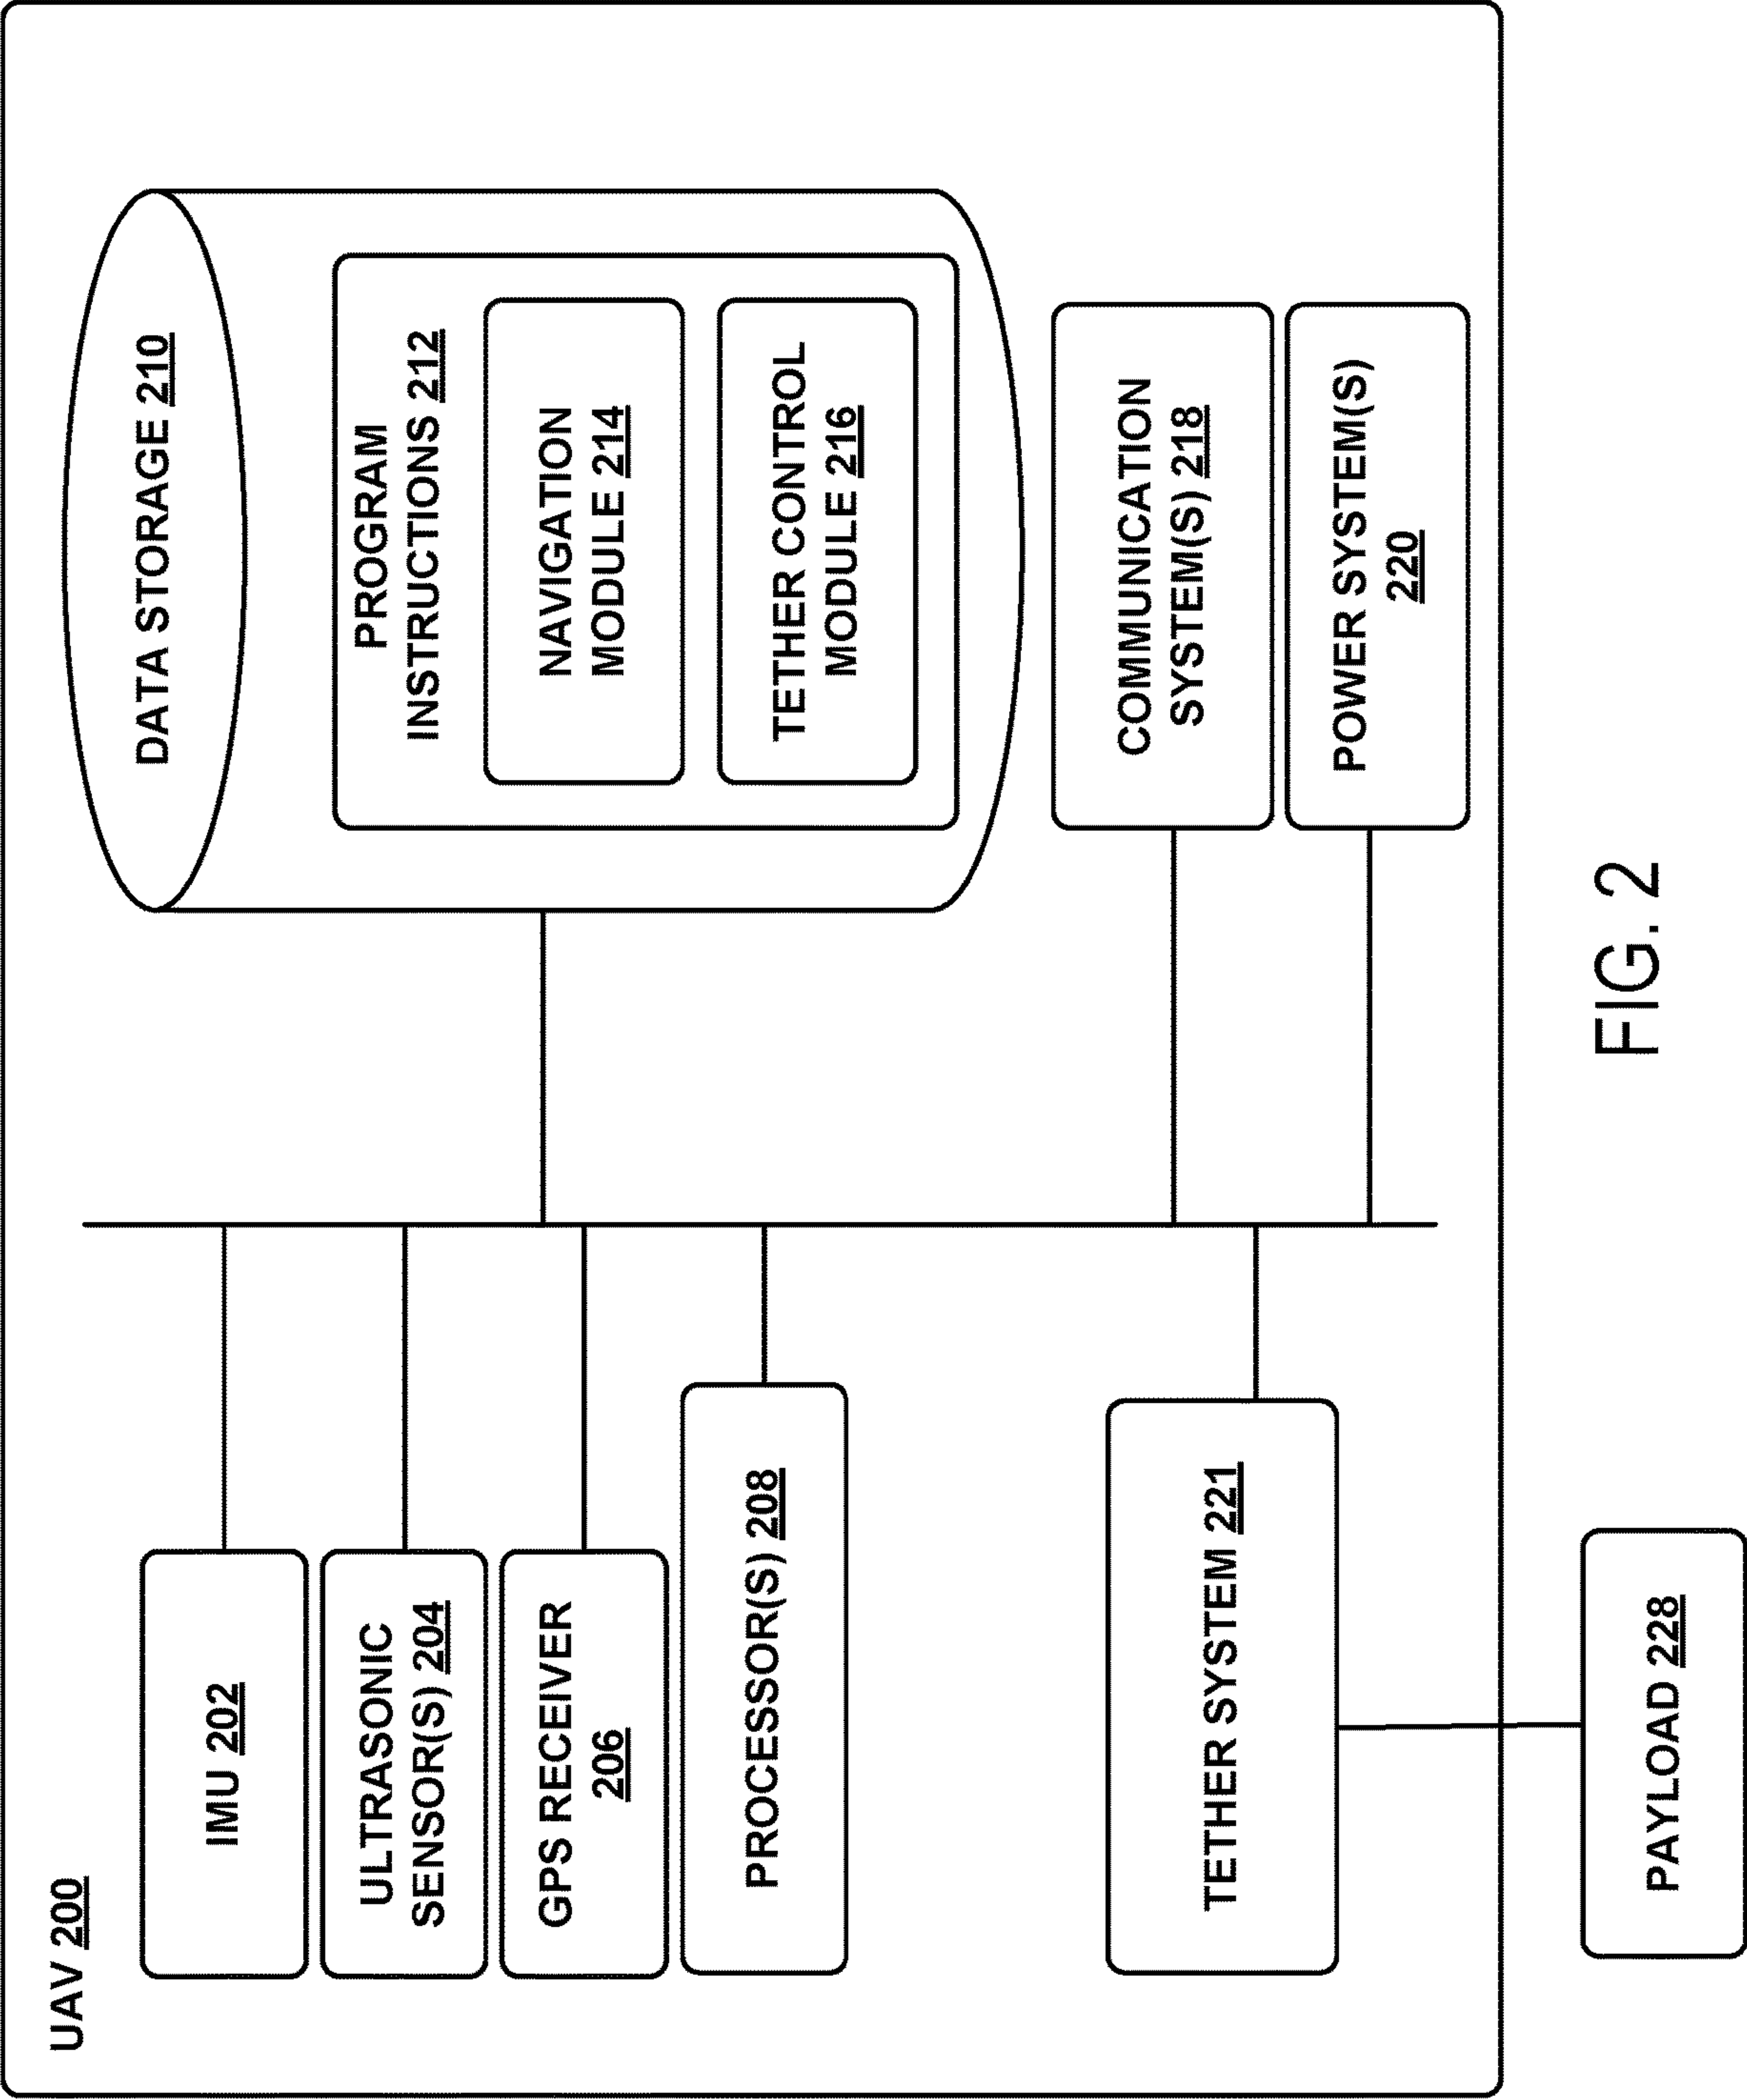 UAV 200
IMU 202
ULTRASONIC
SENSOR(S) 204
GPS RECEIVER
206
PROCESSOR(S) 208
TETHER SYSTEM 221
PAYLOAD 228
DATA STORAGE 210
PROGRAM
INSTRUCTIONS 212
NAVIGATION
MODULE 214
TETHER CONTROL
MODULE 216
COMMUNICATION
SYSTEM(S) 218
POWER SYSTEM(S)
220
FIG. 2